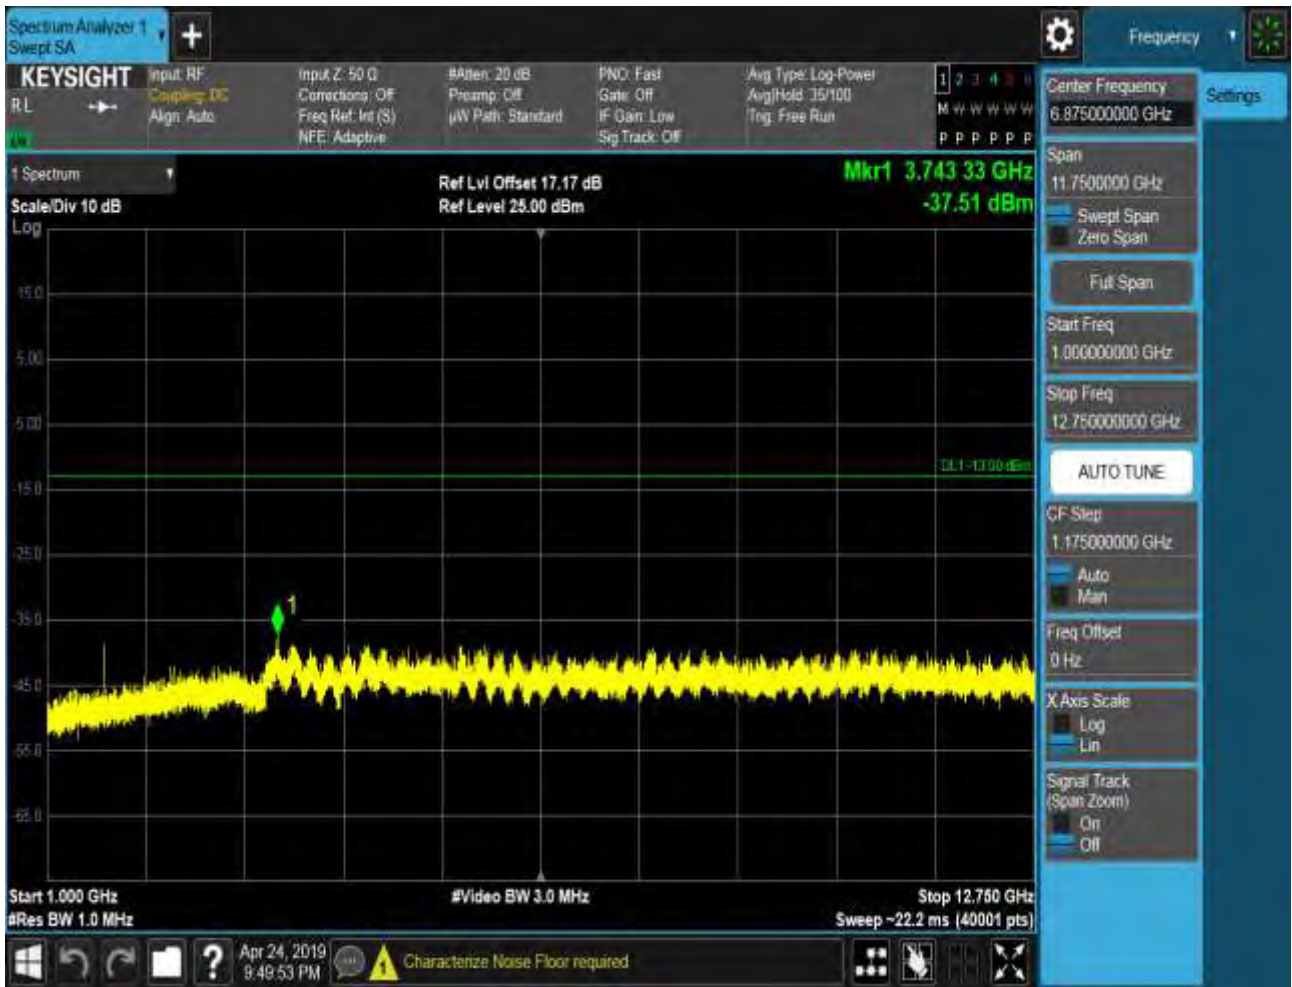 Spectrum Analyzer 1
Swept SA
Frequency
KEYSIGHT
R L
Input: RF
Coupling: DC
Align: Auto
Input Z: 50 Ω
Corrections: Off
Freq Ref: Int (S)
NFE: Adaptive
#Atten: 20 dB
Preamp: Off
µW Path: Standard
PNO: Fast
Gate: Off
IF Gain: Low
Sig Track: Off
Avg Type: Log-Power
Avg|Hold: 35/100
Trig: Free Run
1 2 3 4 5 6
M W W W W W
P P P P P P
1 Spectrum
Scale/Div 10 dB
Log
Ref Lvl Offset 17.17 dB
Ref Level 25.00 dBm
Mkr1 3.743 33 GHz
-37.51 dBm
15.0
5.00
-5.00
DL1 -13.00 dBm
-15.0
-25.0
1
-35.0
-45.0
-55.0
-65.0
Start 1.000 GHz
#Res BW 1.0 MHz
#Video BW 3.0 MHz
Stop 12.750 GHz
Sweep ~22.2 ms (40001 pts)
Center Frequency
6.875000000 GHz
Settings
Span
11.7500000 GHz
Swept Span
Zero Span
Full Span
Start Freq
1.000000000 GHz
Stop Freq
12.750000000 GHz
AUTO TUNE
CF Step
1.175000000 GHz
Auto
Man
Freq Offset
0 Hz
X Axis Scale
Log
Lin
Signal Track
(Span Zoom)
On
Off
?
Apr 24, 2019
9:49:53 PM
1
Characterize Noise Floor required